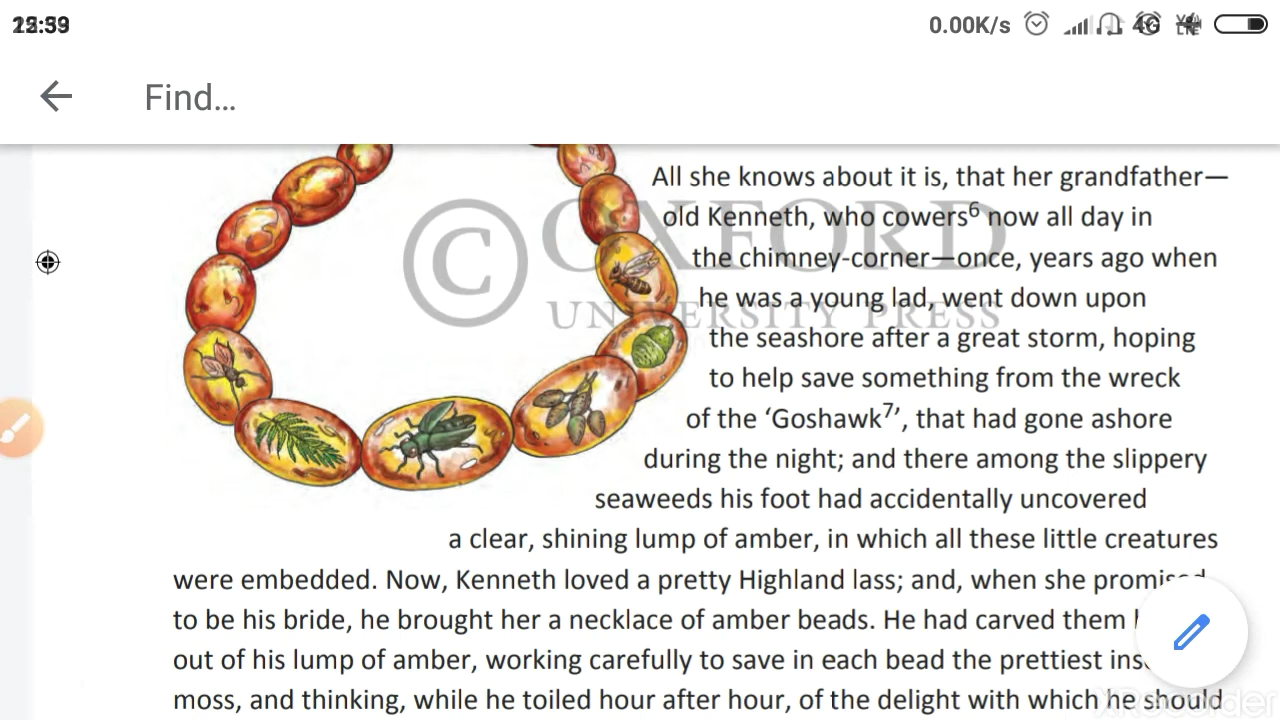 0.00K/s 4G
Find...
All she knows about it is, that her grandfather—
old Kenneth, who cowers⁶ now all day in
the chimney-corner—once, years ago when
he was a young lad, went down upon
the seashore after a great storm, hoping
to help save something from the wreck
of the ‘Goshawk⁷’, that had gone ashore
during the night; and there among the slippery
seaweeds his foot had accidentally uncovered
a clear, shining lump of amber, in which all these little creatures
were embedded. Now, Kenneth loved a pretty Highland lass; and, when she promised
to be his bride, he brought her a necklace of amber beads. He had carved them
out of his lump of amber, working carefully to save in each bead the prettiest
moss, and thinking, while he toiled hour after hour, of the delight with which he should
© OXFORD
UNIVERSITY PRESS
XRecorder